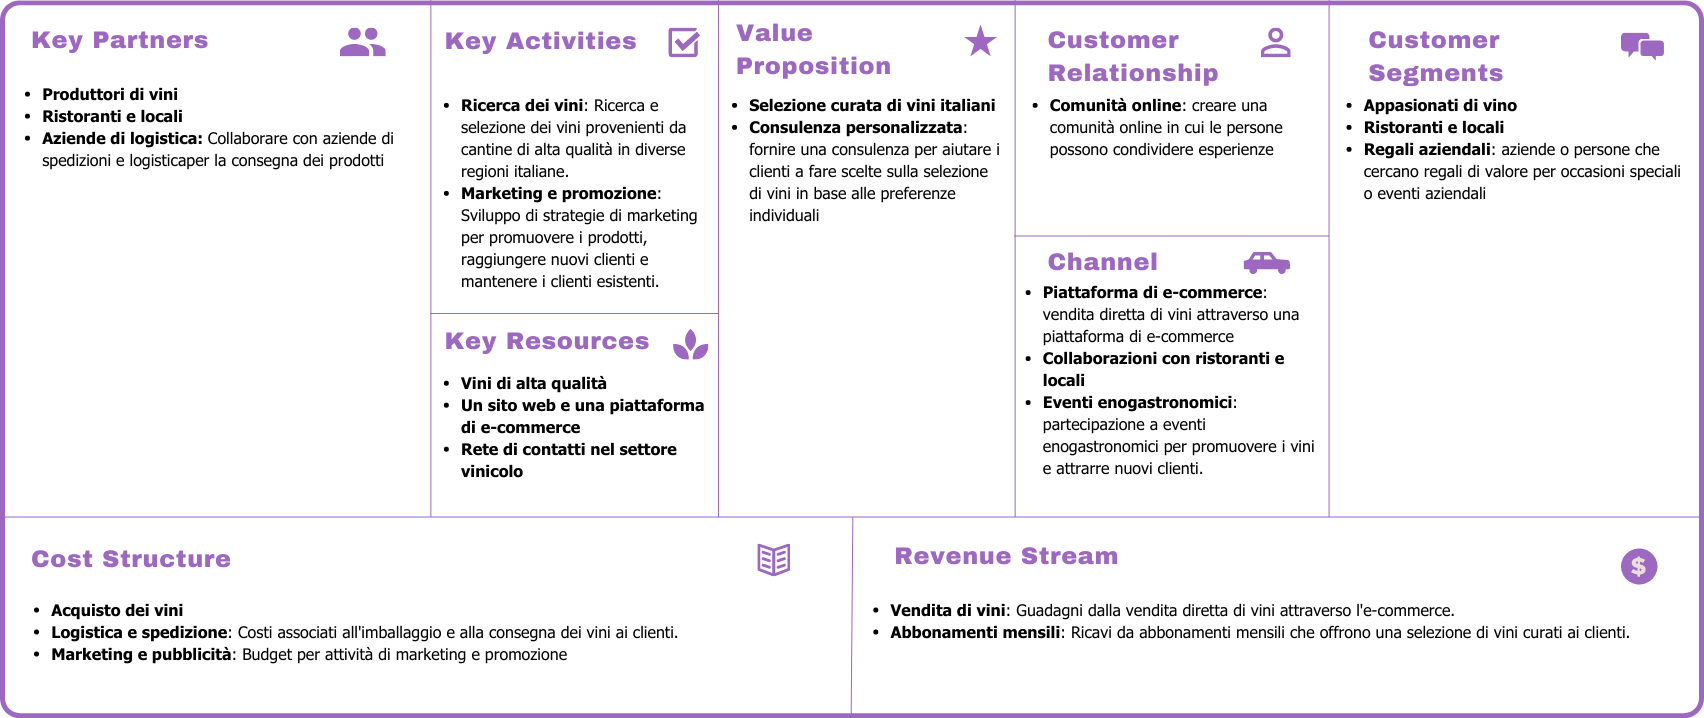 Key Partners
• Produttori di vini
• Ristoranti e locali
• Aziende di logistica: Collaborare con aziende di
spedizioni e logisticaper la consegna dei prodotti
Key Activities
• Ricerca dei vini: Ricerca e
selezione dei vini provenienti da
cantine di alta qualità in diverse
regioni italiane.
• Marketing e promozione:
Sviluppo di strategie di marketing
per promuovere i prodotti,
raggiungere nuovi clienti e
mantenere i clienti esistenti.
Key Resources
• Vini di alta qualità
• Un sito web e una piattaforma
di e-commerce
• Rete di contatti nel settore
vinicolo
Value
Proposition
• Selezione curata di vini italiani
• Consulenza personalizzata:
fornire una consulenza per aiutare i
clienti a fare scelte sulla selezione
di vini in base alle preferenze
individuali
Customer
Relationship
• Comunità online: creare una
comunità online in cui le persone
possono condividere esperienze
Channel
• Piattaforma di e-commerce:
vendita diretta di vini attraverso una
piattaforma di e-commerce
• Collaborazioni con ristoranti e
locali
• Eventi enogastronomici:
partecipazione a eventi
enogastronomici per promuovere i vini
e attrarre nuovi clienti.
Customer
Segments
• Appasionati di vino
• Ristoranti e locali
• Regali aziendali: aziende o persone che
cercano regali di valore per occasioni speciali
o eventi aziendali
Cost Structure
• Acquisto dei vini
• Logistica e spedizione: Costi associati all'imballaggio e alla consegna dei vini ai clienti.
• Marketing e pubblicità: Budget per attività di marketing e promozione
Revenue Stream
$
• Vendita di vini: Guadagni dalla vendita diretta di vini attraverso l'e-commerce.
• Abbonamenti mensili: Ricavi da abbonamenti mensili che offrono una selezione di vini curati ai clienti.